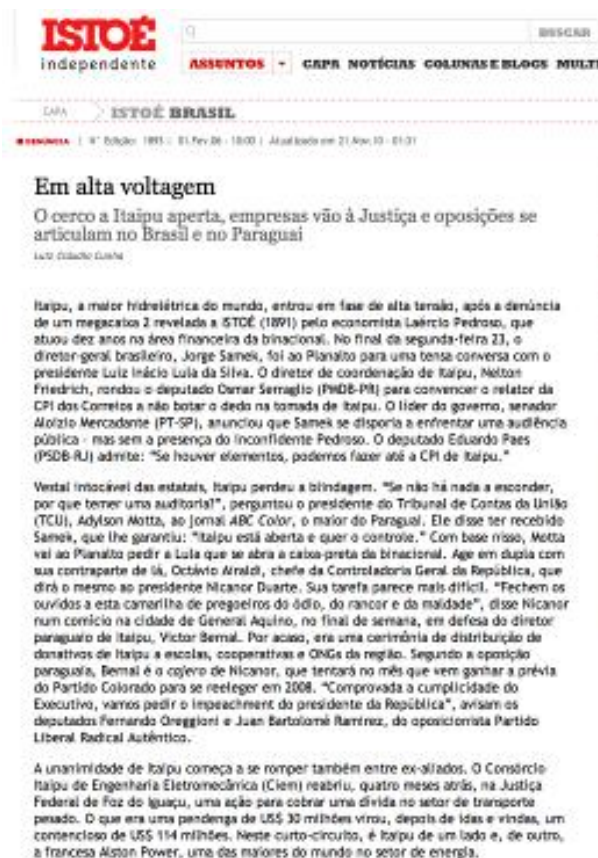 ISTOÉ
independente
BUSCAR
ASSUNTOS CAPA NOTÍCIAS COLUNAS E BLOGS MULTI
CAPA ISTOÉ BRASIL
DENÚNCIA | N° Edição: 1893 | 01.Fev.06 - 10:00 | Atualizado em 21.Nov.10 - 01:31
Em alta voltagem
O cerco a Itaipu aperta, empresas vão à Justiça e oposições se
articulam no Brasil e no Paraguai
Luiz Cláudio Cunha
Itaipu, a maior hidrelétrica do mundo, entrou em fase de alta tensão, após a denúncia
de um megacaixa 2 revelada a ISTOÉ (1891) pelo economista Laércio Pedroso, que
atuou dez anos na área financeira da binacional. No final da segunda-feira 23, o
diretor-geral brasileiro, Jorge Samek, foi ao Planalto para uma tensa conversa com o
presidente Luiz Inácio Lula da Silva. O diretor de coordenação de Itaipu, Nelton
Friedrich, rondou o deputado Osmar Serraglio (PMDB-PR) para convencer o relator da
CPI dos Correios a não botar o dedo na tomada de Itaipu. O líder do governo, senador
Aloizio Mercadante (PT-SP), anunciou que Samek se disporia a enfrentar uma audiência
pública - mas sem a presença do inconfidente Pedroso. O deputado Eduardo Paes
(PSDB-RJ) admite: "Se houver elementos, podemos fazer até a CPI de Itaipu."
Vestal intocável das estatais, Itaipu perdeu a blindagem. "Se não há nada a esconder,
por que temer uma auditoria?", perguntou o presidente do Tribunal de Contas da União
(TCU), Adylson Motta, ao jornal ABC Color, o maior do Paraguai. Ele disse ter recebido
Samek, que lhe garantiu: "Itaipu está aberta e quer o controle." Com base nisso, Motta
vai ao Planalto pedir a Lula que se abra a caixa-preta da binacional. Age em dupla com
sua contraparte de lá, Octávio Airaldi, chefe da Controladoria Geral da República, que
dirá o mesmo ao presidente Nicanor Duarte. Sua tarefa parece mais difícil. "Fechem os
ouvidos a esta camarilha de pregoeiros do ódio, do rancor e da maldade", disse Nicanor
num comício na cidade de General Aquino, no final de semana, em defesa do diretor
paraguaio de Itaipu, Victor Bernal. Por acaso, era uma cerimônia de distribuição de
donativos de Itaipu a escolas, cooperativas e ONGs da região. Segundo a oposição
paraguaia, Bernal é o cajero de Nicanor, que tentará no mês que vem ganhar a prévia
do Partido Colorado para se reeleger em 2008. "Comprovada a cumplicidade do
Executivo, vamos pedir o impeachment do presidente da República", avisam os
deputados Fernando Oreggioni e Juan Bartolomé Ramírez, do oposicionista Partido
Liberal Radical Autêntico.
A unanimidade de Itaipu começa a se romper também entre ex-aliados. O Consórcio
Itaipu de Engenharia Eletromecânica (Ciem) reabriu, quatro meses atrás, na Justiça
Federal de Foz do Iguaçu, uma ação para cobrar uma dívida no setor de transporte
pesado. O que era uma pendenga de US$ 30 milhões virou, depois de idas e vindas, um
contencioso de US$ 114 milhões. Neste curto-circuito, é Itaipu de um lado e, de outro,
a francesa Alston Power, uma das maiores do mundo no setor de energia.